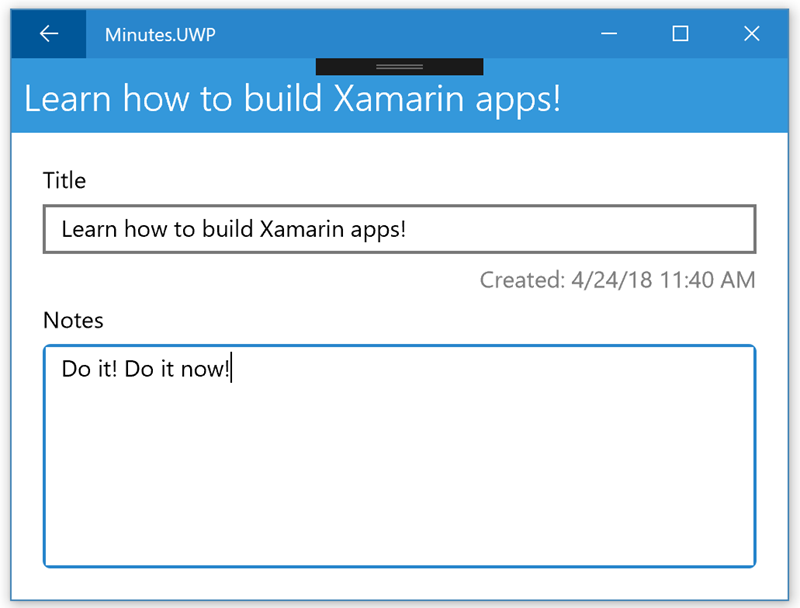 Minutes.UWP
Learn how to build Xamarin apps!
Title
Learn how to build Xamarin apps!
Created: 4/24/18 11:40 AM
Notes
Do it! Do it now!